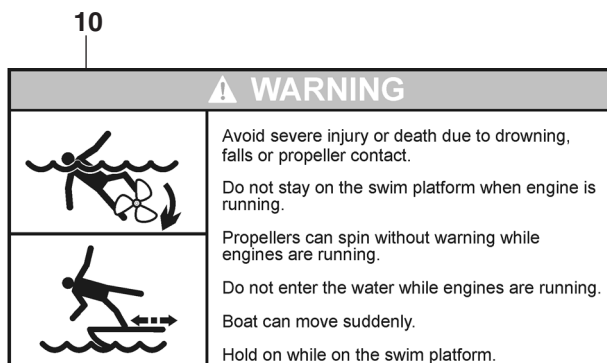 10
WARNING
Avoid severe injury or death due to drowning,
falls or propeller contact.
Do not stay on the swim platform when engine is
running.
Propellers can spin without warning while
engines are running.
Do not enter the water while engines are running.
Boat can move suddenly.
Hold on while on the swim platform.